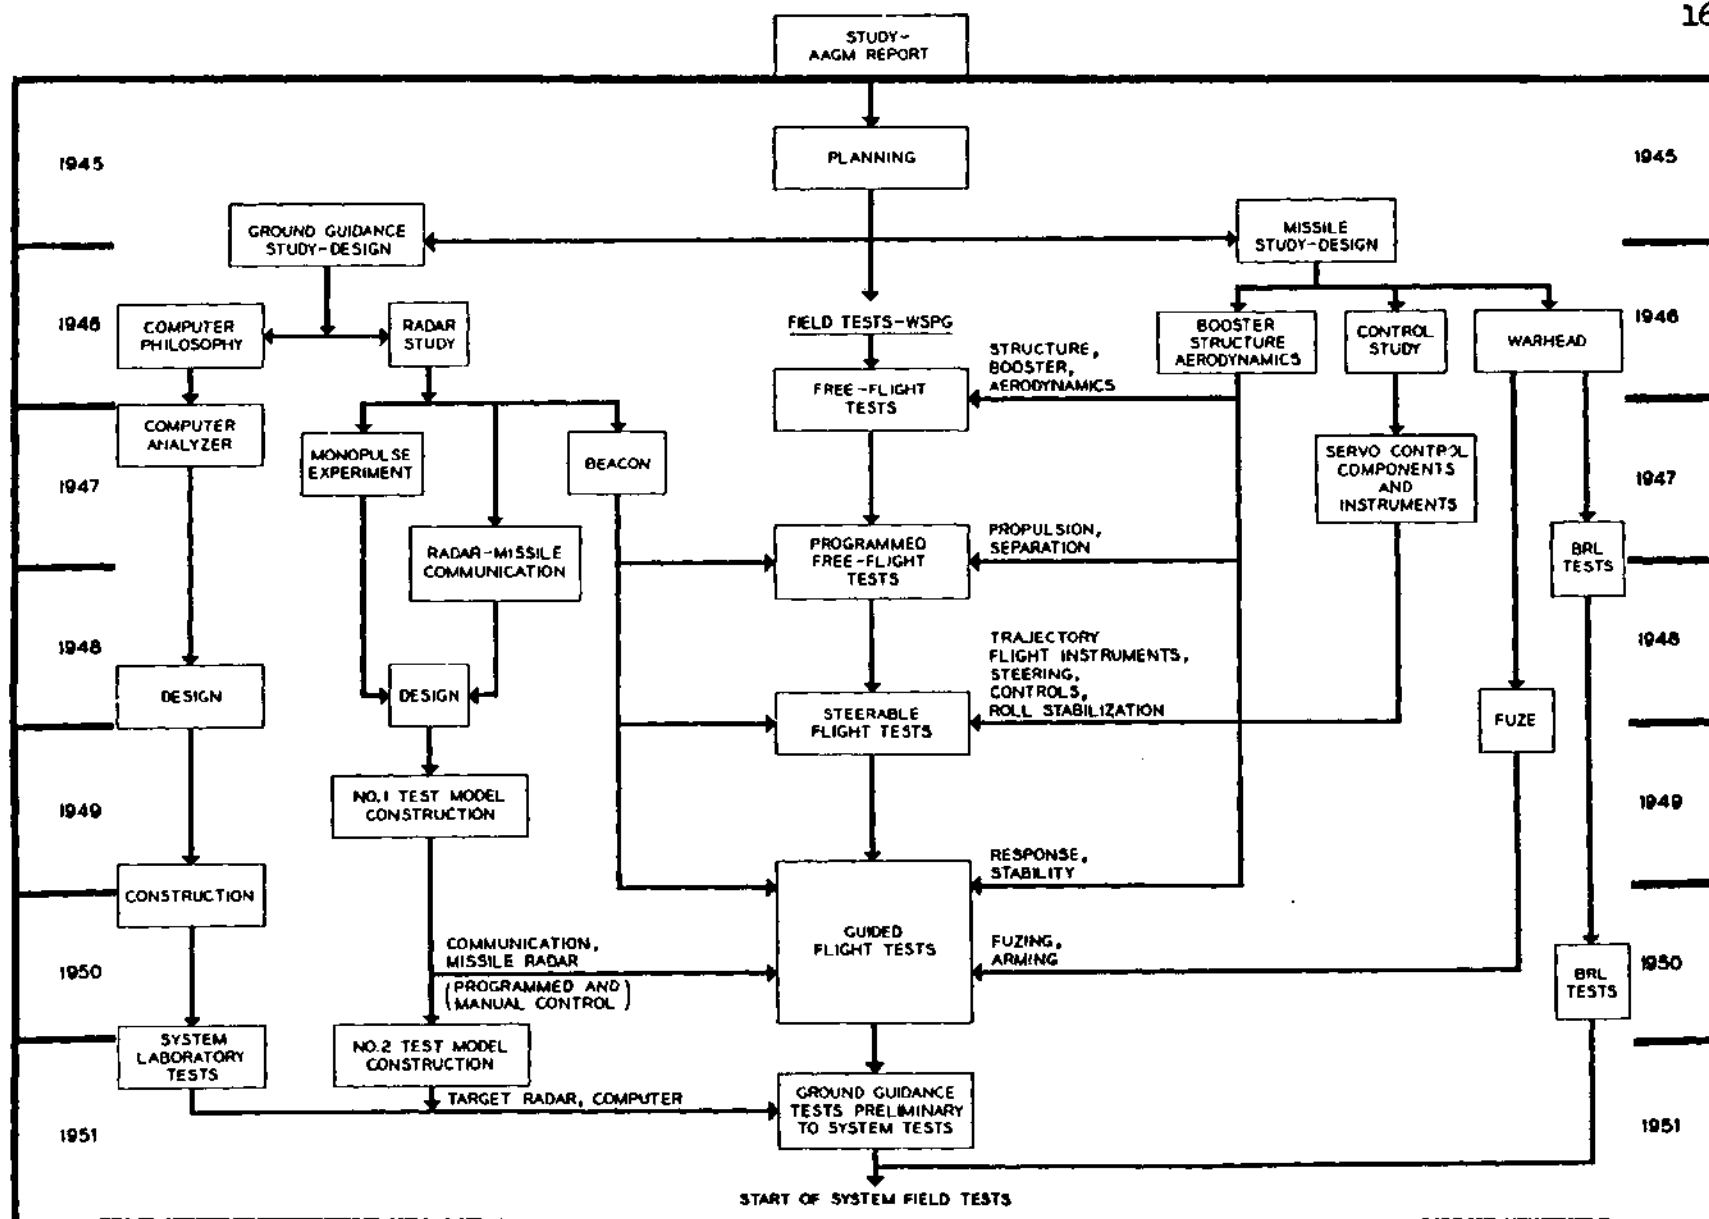 16
STUDY-
AAGM REPORT
1945
PLANNING
1945
GROUND GUIDANCE
STUDY-DESIGN
MISSILE
STUDY-DESIGN
1946
COMPUTER
PHILOSOPHY
RADAR
STUDY
FIELD TESTS-WSPG
BOOSTER
STRUCTURE
AERODYNAMICS
CONTROL
STUDY
WARHEAD
1946
STRUCTURE,
BOOSTER,
AERODYNAMICS
FREE-FLIGHT
TESTS
COMPUTER
ANALYZER
MONOPULSE
EXPERIMENT
BEACON
SERVO CONTROL
COMPONENTS
AND
INSTRUMENTS
1947
1947
RADAR-MISSILE
COMMUNICATION
PROGRAMMED
FREE-FLIGHT
TESTS
PROPULSION,
SEPARATION
BRL
TESTS
1948
1948
DESIGN
DESIGN
STEERABLE
FLIGHT TESTS
TRAJECTORY
FLIGHT INSTRUMENTS,
STEERING,
CONTROLS,
ROLL STABILIZATION
FUZE
1949
NO.1 TEST MODEL
CONSTRUCTION
1949
CONSTRUCTION
RESPONSE,
STABILITY
GUIDED
FLIGHT TESTS
1950
COMMUNICATION,
MISSILE RADAR
(PROGRAMMED AND
MANUAL CONTROL)
FUZING,
ARMING
BRL
TESTS
1950
SYSTEM
LABORATORY
TESTS
NO.2 TEST MODEL
CONSTRUCTION
TARGET RADAR, COMPUTER
GROUND GUIDANCE
TESTS PRELIMINARY
TO SYSTEM TESTS
1951
1951
START OF SYSTEM FIELD TESTS